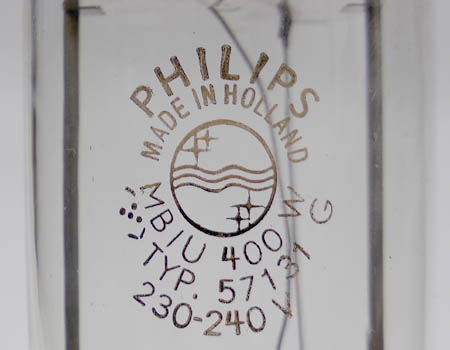 PHILIPS
MADE IN HOLLAND
MBIU 400 W
TYP. 57131 G
230-240 V